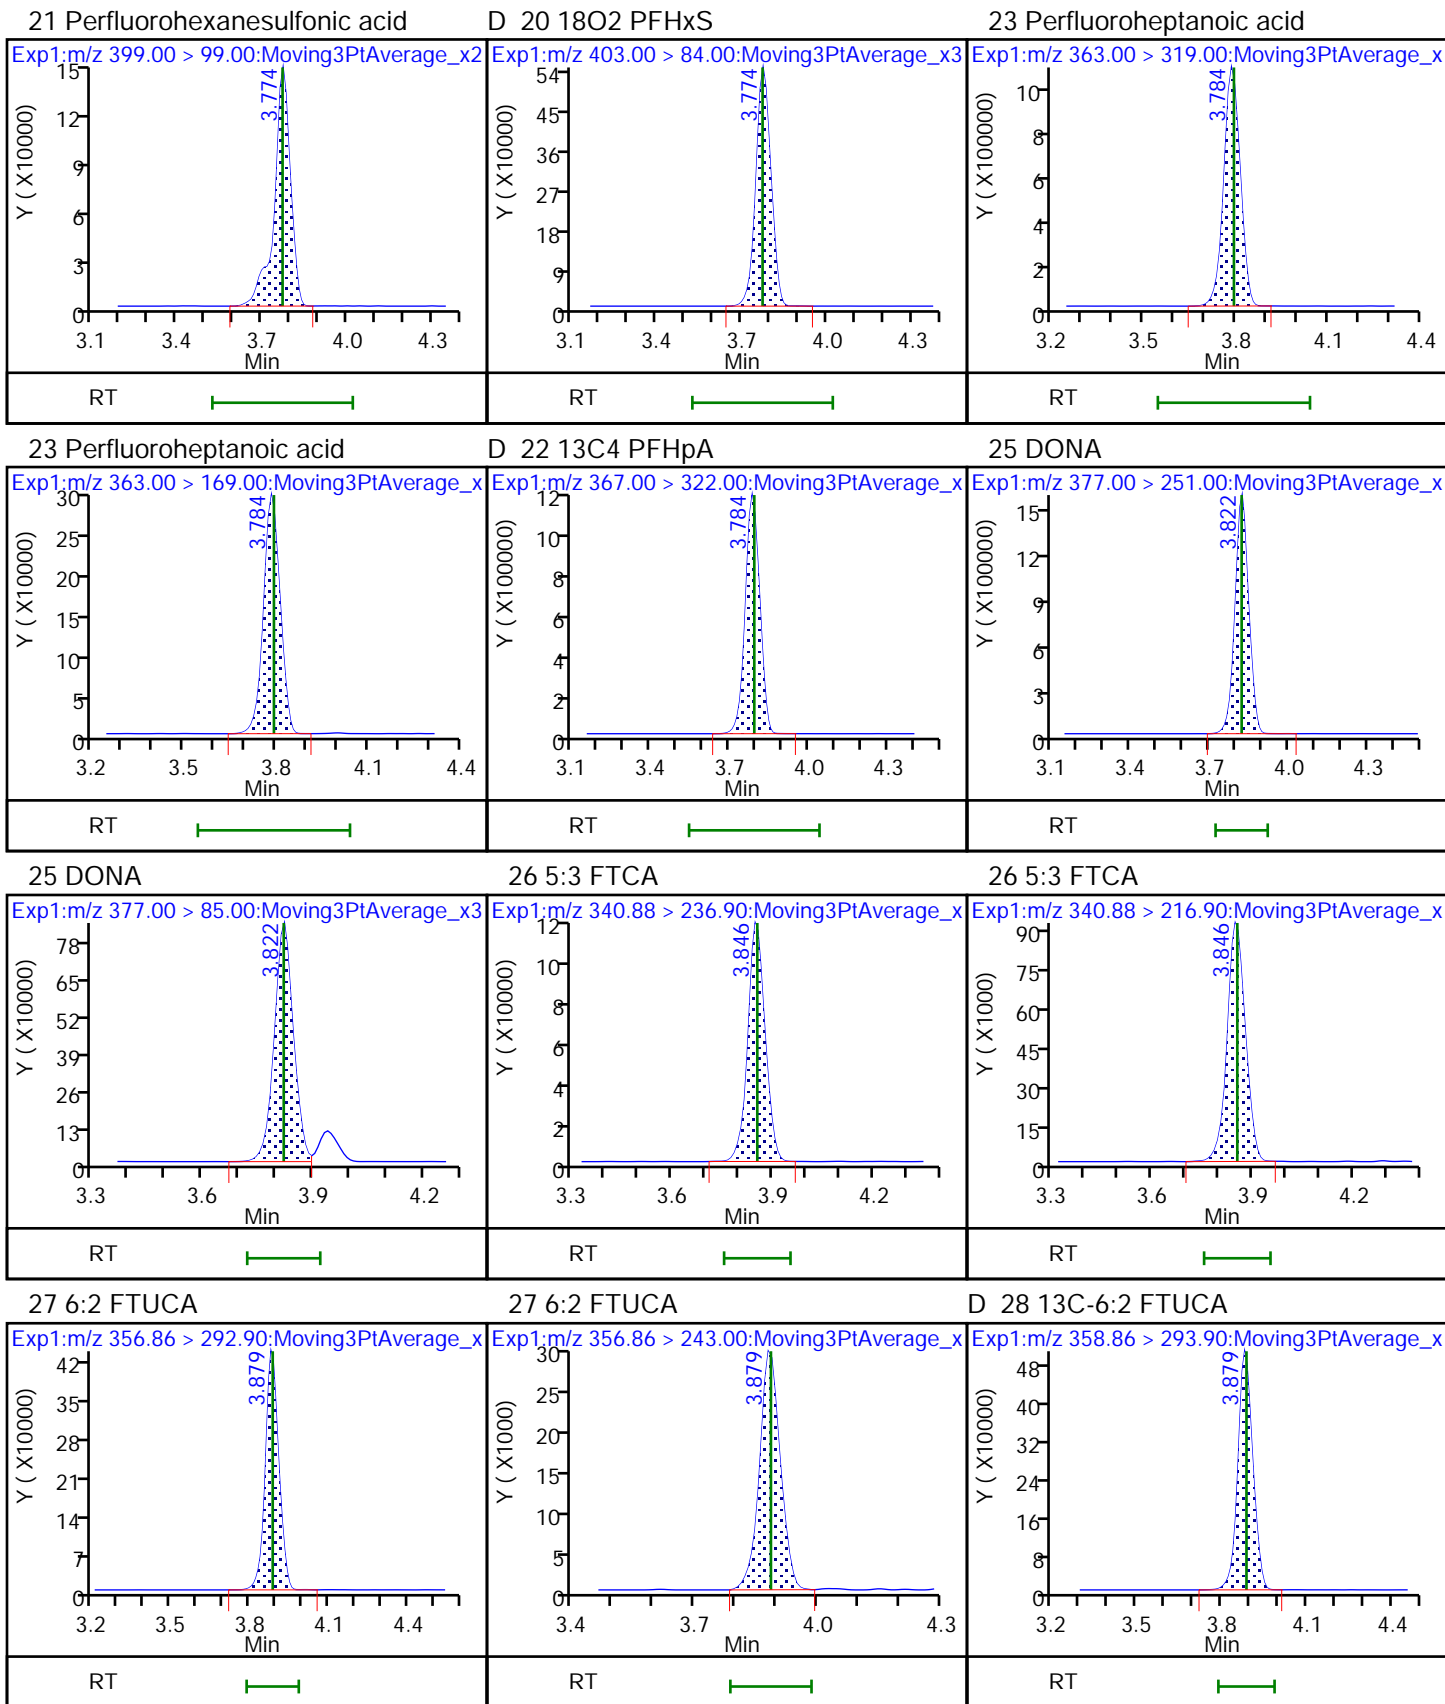 21 Perfluorohexanesulfonic acid
Exp1:m/z 399.00 > 99.00:Moving3PtAverage_x2
Y ( X10000)
15
12
9
6
3
0
3.774
3.1 3.4 3.7 4.0 4.3
Min
RT
D 20 18O2 PFHxS
Exp1:m/z 403.00 > 84.00:Moving3PtAverage_x3
Y ( X10000)
54
45
36
27
18
9
0
3.774
3.1 3.4 3.7 4.0 4.3
Min
RT
23 Perfluoroheptanoic acid
Exp1:m/z 363.00 > 319.00:Moving3PtAverage_x
Y ( X100000)
10
8
6
4
2
0
3.784
3.2 3.5 3.8 4.1 4.4
Min
RT
23 Perfluoroheptanoic acid
Exp1:m/z 363.00 > 169.00:Moving3PtAverage_x
Y ( X10000)
30
25
20
15
10
5
0
3.784
3.2 3.5 3.8 4.1 4.4
Min
RT
D 22 13C4 PFHpA
Exp1:m/z 367.00 > 322.00:Moving3PtAverage_x
Y ( X100000)
12
10
8
6
4
2
0
3.784
3.1 3.4 3.7 4.0 4.3
Min
RT
25 DONA
Exp1:m/z 377.00 > 251.00:Moving3PtAverage_x
Y ( X100000)
15
12
9
6
3
0
3.822
3.1 3.4 3.7 4.0 4.3
Min
RT
25 DONA
Exp1:m/z 377.00 > 85.00:Moving3PtAverage_x3
Y ( X10000)
78
65
52
39
26
13
0
3.822
3.3 3.6 3.9 4.2
Min
RT
26 5:3 FTCA
Exp1:m/z 340.88 > 236.90:Moving3PtAverage_x
Y ( X10000)
12
10
8
6
4
2
0
3.846
3.3 3.6 3.9 4.2
Min
RT
26 5:3 FTCA
Exp1:m/z 340.88 > 216.90:Moving3PtAverage_x
Y ( X1000)
90
75
60
45
30
15
0
3.846
3.3 3.6 3.9 4.2
Min
RT
27 6:2 FTUCA
Exp1:m/z 356.86 > 292.90:Moving3PtAverage_x
Y ( X10000)
42
35
28
21
14
7
0
3.879
3.2 3.5 3.8 4.1 4.4
Min
RT
27 6:2 FTUCA
Exp1:m/z 356.86 > 243.00:Moving3PtAverage_x
Y ( X1000)
30
25
20
15
10
5
0
3.879
3.4 3.7 4.0 4.3
Min
RT
D 28 13C-6:2 FTUCA
Exp1:m/z 358.86 > 293.90:Moving3PtAverage_x
Y ( X10000)
48
40
32
24
16
8
0
3.879
3.2 3.5 3.8 4.1 4.4
Min
RT